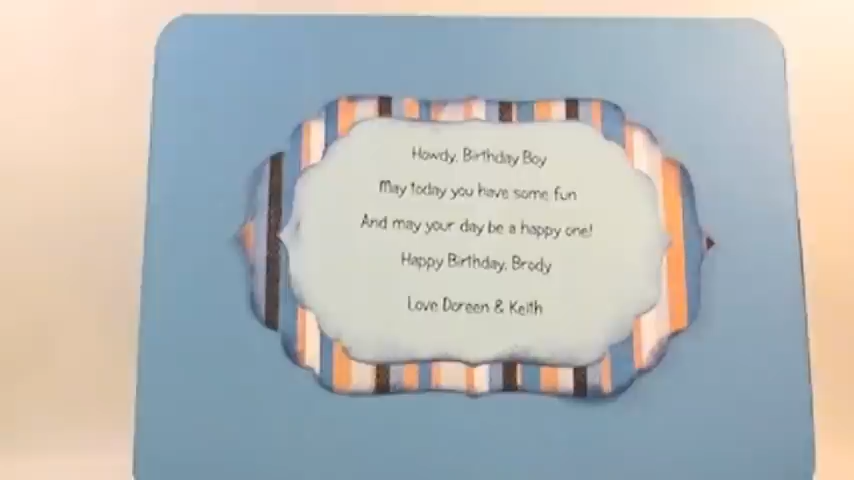 Howdy, Birthday Boy
May today you have some fun
And may your day be a happy one!
Happy Birthday, Brody
Love Doreen & Keith